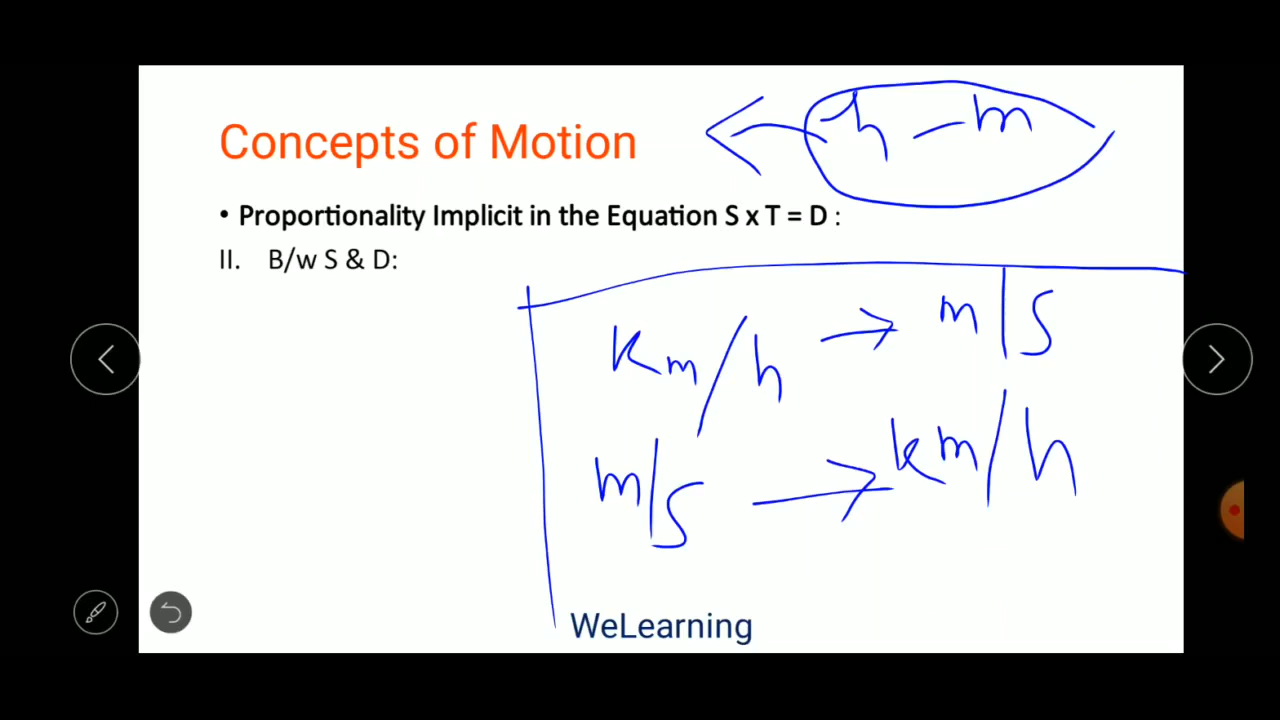 h - m
Concepts of Motion
• Proportionality Implicit in the Equation S x T = D :
II. B/w S & D:
km/h → m/s
m/s → km/h
WeLearning